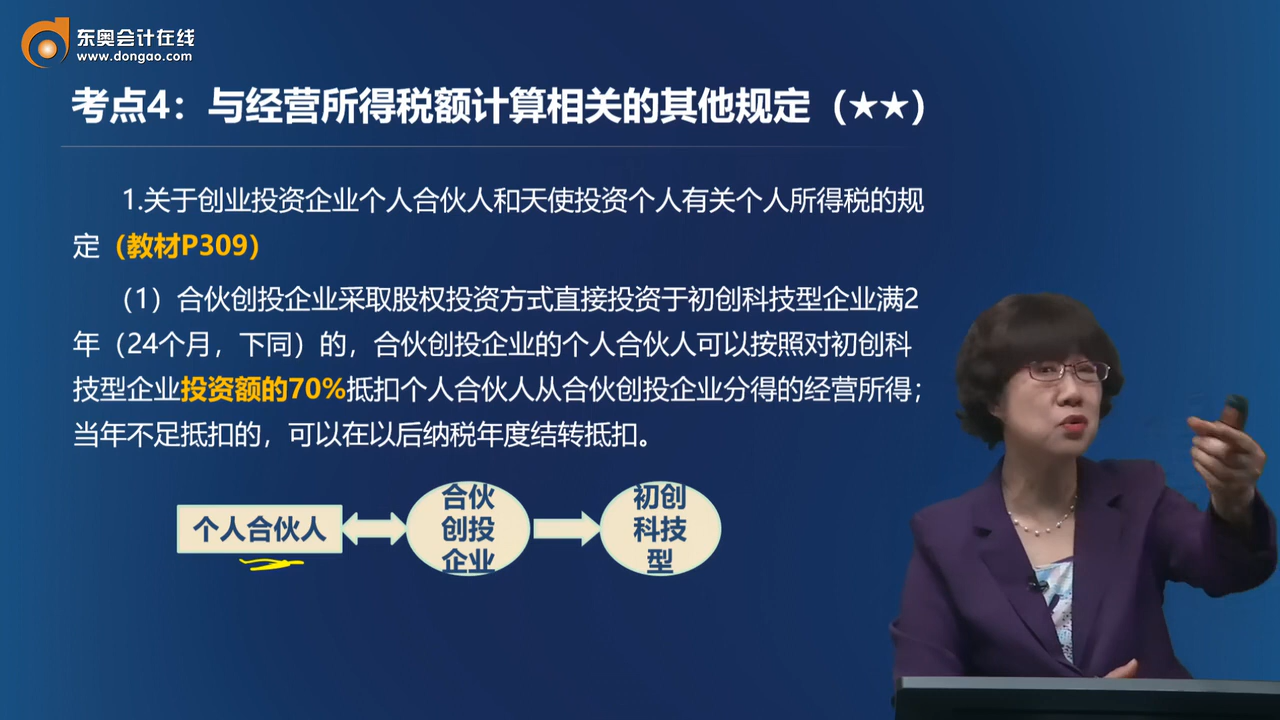 东奥会计在线
www.dongao.com
考点4：与经营所得税额计算相关的其他规定（★★）
1.关于创业投资企业个人合伙人和天使投资个人有关个人所得税的规
定（教材P309）
（1）合伙创投企业采取股权投资方式直接投资于初创科技型企业满2
年（24个月，下同）的，合伙创投企业的个人合伙人可以按照对初创科
技型企业投资额的70%抵扣个人合伙人从合伙创投企业分得的经营所得；
当年不足抵扣的，可以在以后纳税年度结转抵扣。
个人合伙人
合伙
创投
企业
初创
科技
型